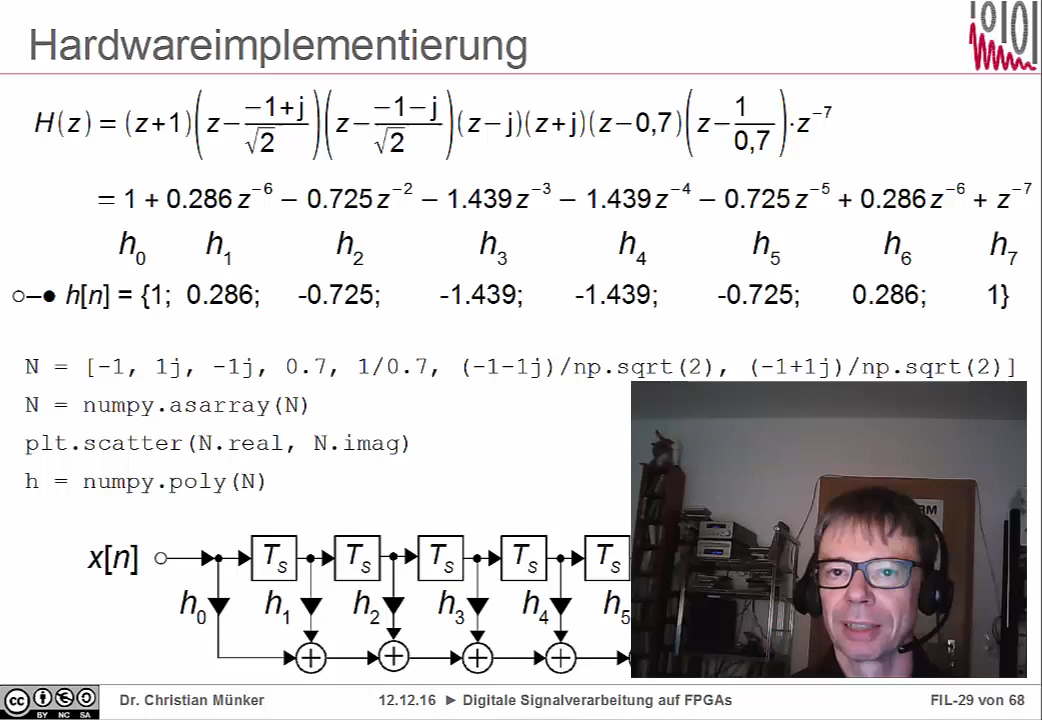 Hardwareimplementierung
H(z) = (z+1)(z − (−1+j)/√2)(z − (−1−j)/√2)(z−j)(z+j)(z−0,7)(z − 1/0,7)·z⁻⁷
= 1 + 0.286 z⁻⁶ − 0.725 z⁻² − 1.439 z⁻³ − 1.439 z⁻⁴ − 0.725 z⁻⁵ + 0.286 z⁻⁶ + z⁻⁷
h₀ h₁ h₂ h₃ h₄ h₅ h₆ h₇
○–● h[n] = {1; 0.286; -0.725; -1.439; -1.439; -0.725; 0.286; 1}
N = [-1, 1j, -1j, 0.7, 1/0.7, (-1-1j)/np.sqrt(2), (-1+1j)/np.sqrt(2)]
N = numpy.asarray(N)
plt.scatter(N.real, N.imag)
h = numpy.poly(N)
x[n] Tₛ Tₛ Tₛ Tₛ Tₛ
h₀ h₁ h₂ h₃ h₄ h₅
+ + + +
cc BY NC SA Dr. Christian Münker 12.12.16 ► Digitale Signalverarbeitung auf FPGAs FIL-29 von 68